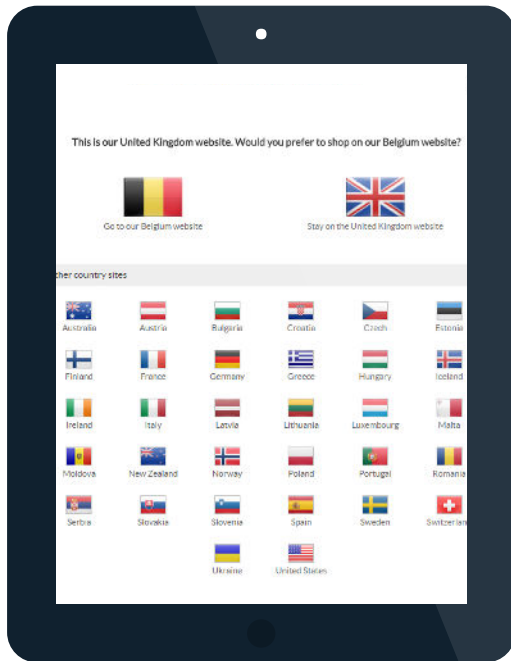 This is our United Kingdom website. Would you prefer to shop on our Belgium website?
Go to our Belgium website
Stay on the United Kingdom website
ther country sites
Australia Austria Bulgaria Croatia Czech Estonia
Finland France Germany Greece Hungary Iceland
Ireland Italy Latvia Lithuania Luxembourg Malta
Moldova New Zealand Norway Poland Portugal Romania
Serbia Slovakia Slovenia Spain Sweden Switzerlan
Ukraine United States